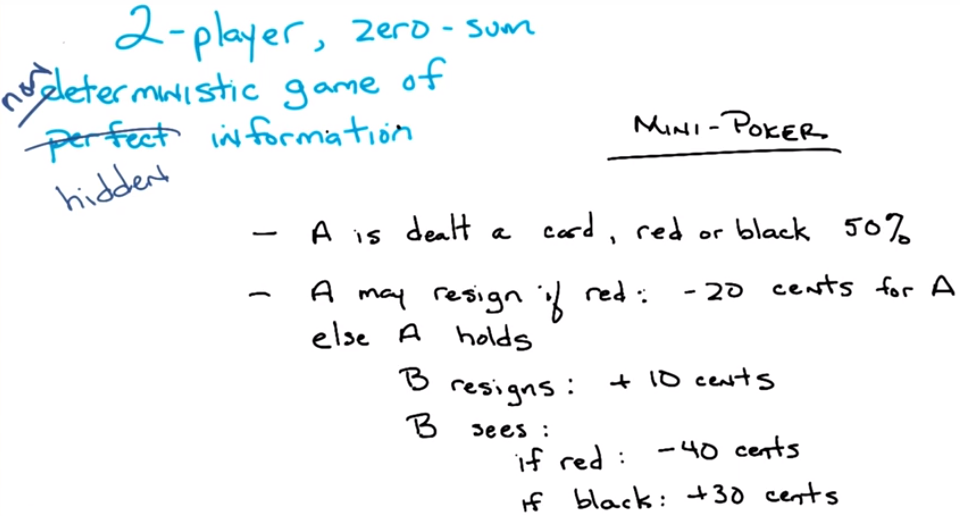 2-player, zero-sum
non
deterministic game of
perfect information
hidden
MINI-POKER
- A is dealt a card, red or black 50%
- A may resign if red: -20 cents for A
else A holds
B resigns: +10 cents
B sees:
if red: -40 cents
if black: +30 cents